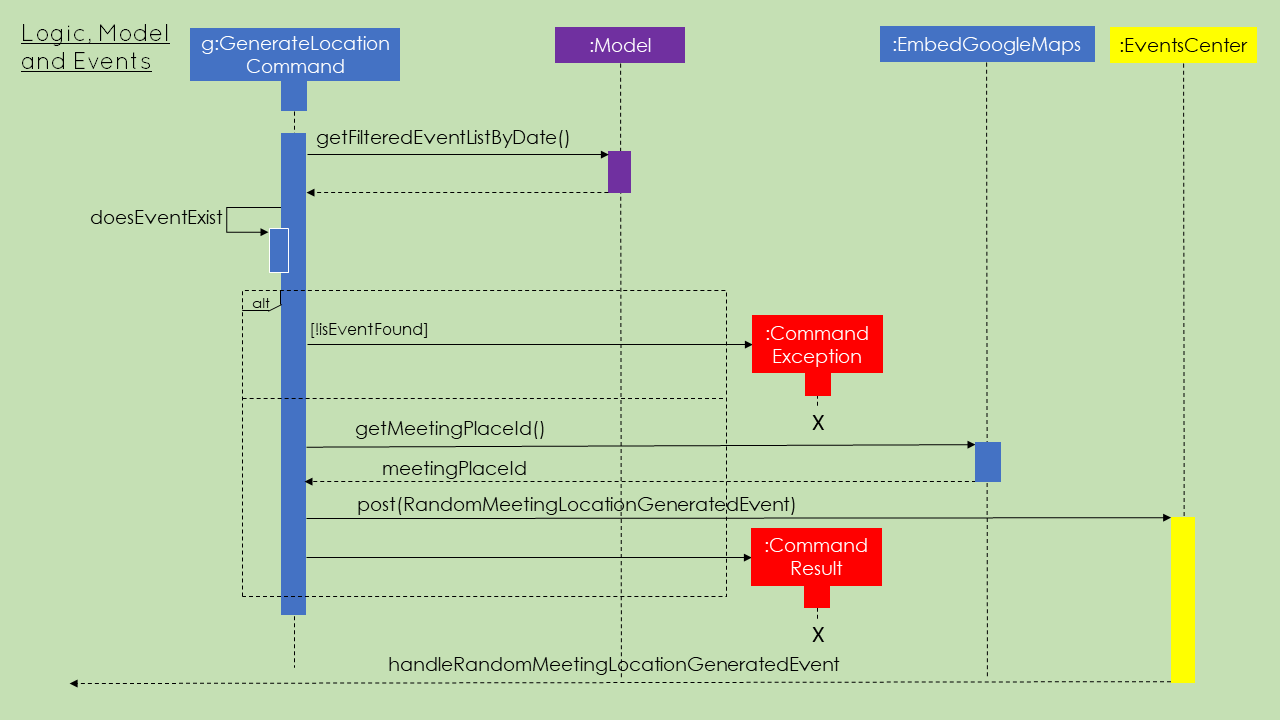 Logic, Model
and Events
g:GenerateLocation
Command
:Model
:EmbedGoogleMaps
:EventsCenter
getFilteredEventListByDate()
doesEventExist
alt
[!isEventFound]
:Command
Exception
X
getMeetingPlaceId()
meetingPlaceId
post(RandomMeetingLocationGeneratedEvent)
:Command
Result
X
handleRandomMeetingLocationGeneratedEvent